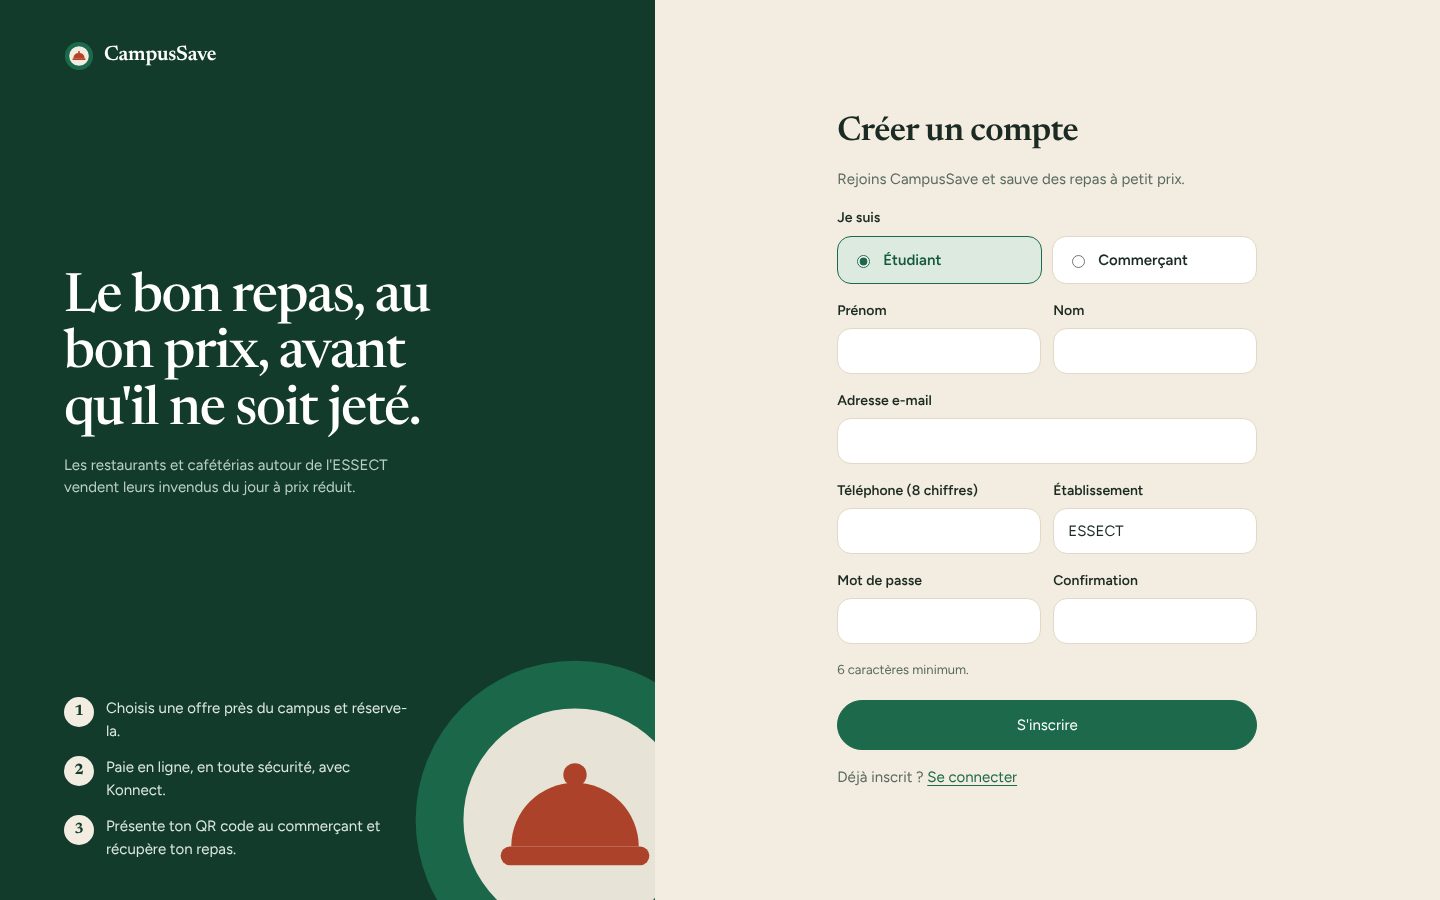 CampusSave
Le bon repas, au
bon prix, avant
qu'il ne soit jeté.
Les restaurants et cafétérias autour de l'ESSECT
vendent leurs invendus du jour à prix réduit.
1 Choisis une offre près du campus et réserve-
la.
2 Paie en ligne, en toute sécurité, avec
Konnect.
3 Présente ton QR code au commerçant et
récupère ton repas.
Créer un compte
Rejoins CampusSave et sauve des repas à petit prix.
Je suis
Étudiant Commerçant
Prénom Nom
Adresse e-mail
Téléphone (8 chiffres) Établissement
ESSECT
Mot de passe Confirmation
6 caractères minimum.
S'inscrire
Déjà inscrit ? Se connecter